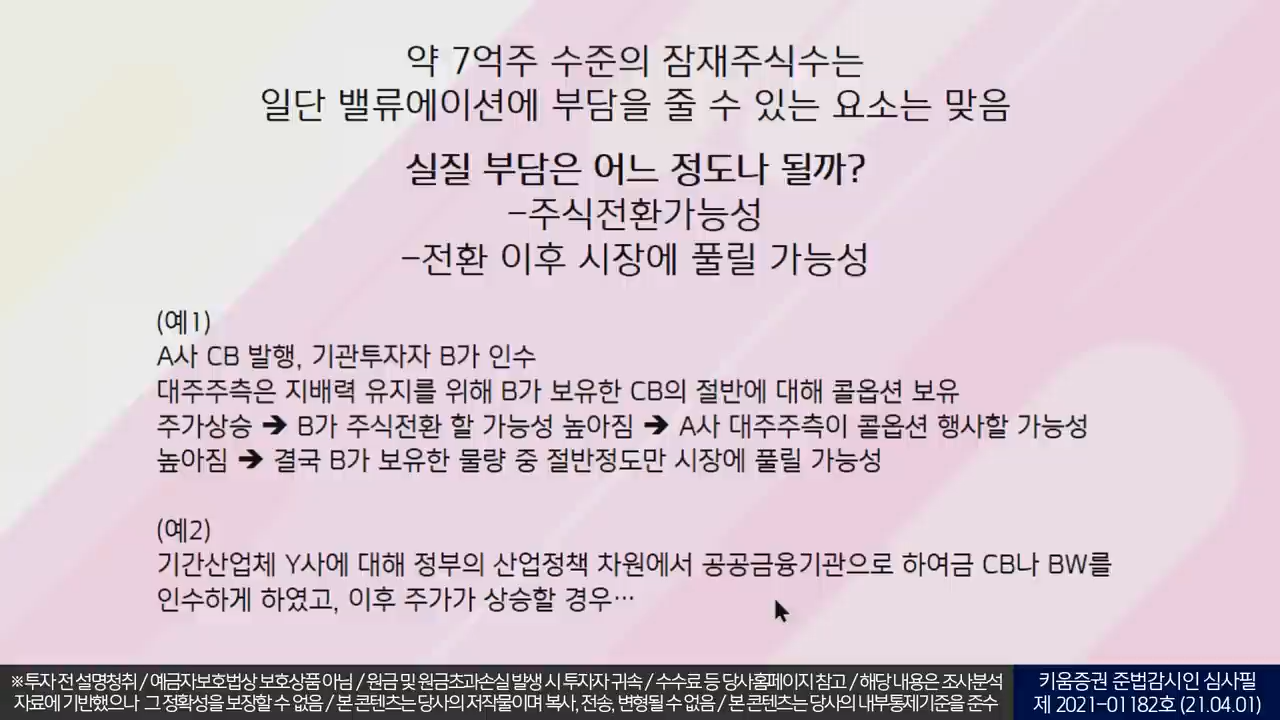 약 7억주 수준의 잠재주식수는
일단 밸류에이션에 부담을 줄 수 있는 요소는 맞음
실질 부담은 어느 정도나 될까?
-주식전환가능성
-전환 이후 시장에 풀릴 가능성
(예1)
A사 CB 발행, 기관투자자 B가 인수
대주주측은 지배력 유지를 위해 B가 보유한 CB의 절반에 대해 콜옵션 보유
주가상승 ➔ B가 주식전환 할 가능성 높아짐 ➔ A사 대주주측이 콜옵션 행사할 가능성
높아짐 ➔ 결국 B가 보유한 물량 중 절반정도만 시장에 풀릴 가능성
(예2)
기간산업체 Y사에 대해 정부의 산업정책 차원에서 공공금융기관으로 하여금 CB나 BW를
인수하게 하였고, 이후 주가가 상승할 경우…
※투자 전 설명청취 / 예금자보호법상 보호상품 아님 / 원금 및 원금초과손실 발생 시 투자자 귀속 / 수수료 등 당사홈페이지 참고 / 해당 내용은 조사분석
자료에 기반했으나 그 정확성을 보장할 수 없음 / 본 콘텐츠는 당사의 저작물이며 복사, 전송, 변형될 수 없음 / 본 콘텐츠는 당사의 내부통제기준을 준수
키움증권 준법감시인 심사필
제 2021-01182호 (21.04.01)